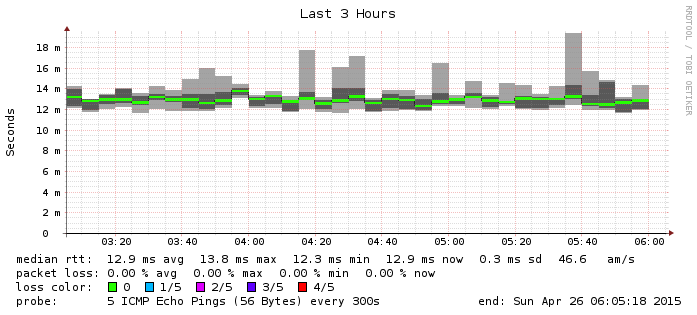 Last 3 Hours
RRDTOOL / TOBI OETIKER
Seconds
18 m
16 m
14 m
12 m
10 m
8 m
6 m
4 m
2 m
0
03:20 03:40 04:00 04:20 04:40 05:00 05:20 05:40 06:00
median rtt: 12.9 ms avg 13.8 ms max 12.3 ms min 12.9 ms now 0.3 ms sd 46.6 am/s
packet loss: 0.00 % avg 0.00 % max 0.00 % min 0.00 % now
loss color: 0 1/5 2/5 3/5 4/5
probe: 5 ICMP Echo Pings (56 Bytes) every 300s end: Sun Apr 26 06:05:18 2015